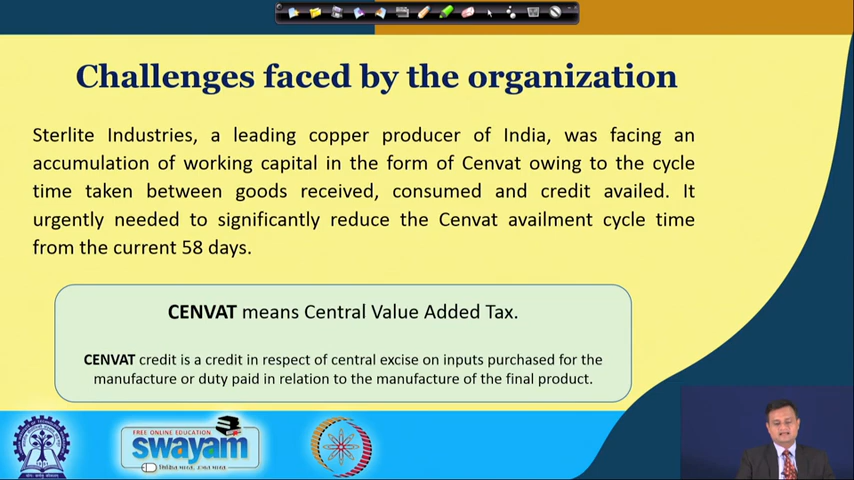 Challenges faced by the organization
Sterlite Industries, a leading copper producer of India, was facing an
accumulation of working capital in the form of Cenvat owing to the cycle
time taken between goods received, consumed and credit availed. It
urgently needed to significantly reduce the Cenvat availment cycle time
from the current 58 days.
CENVAT means Central Value Added Tax.
CENVAT credit is a credit in respect of central excise on inputs purchased for the
manufacture or duty paid in relation to the manufacture of the final product.
FREE ONLINE EDUCATION
swayam